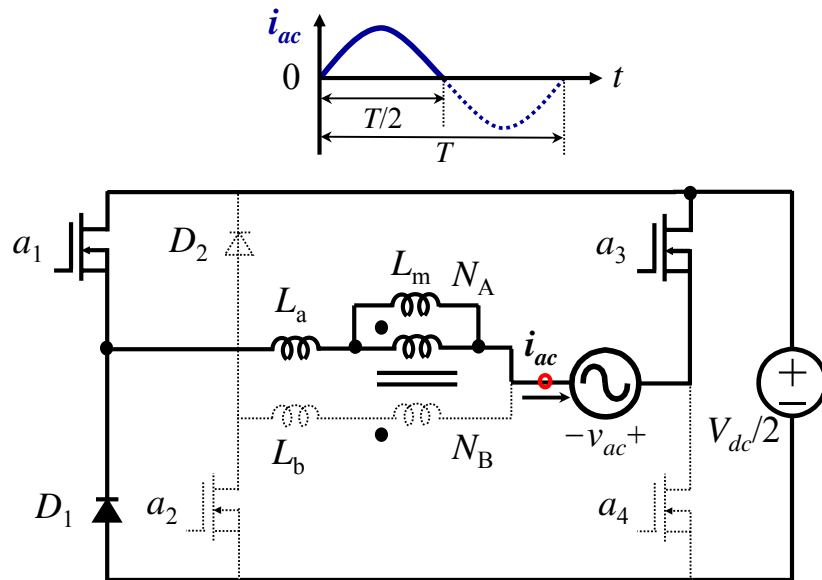 i_ac
0
t
T/2
T
a_1
D_2
L_m
N_A
a_3
L_a
i_ac
+
−
V_dc/2
−v_ac+
L_b
N_B
D_1
a_2
a_4